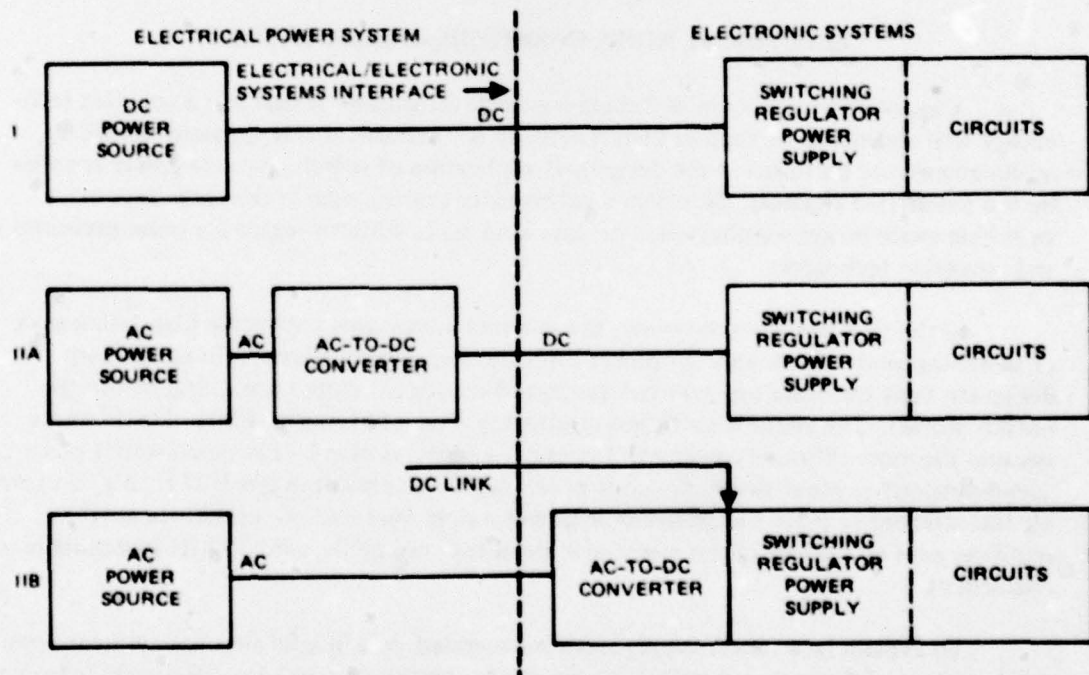 ELECTRICAL POWER SYSTEM
ELECTRONIC SYSTEMS
ELECTRICAL/ELECTRONIC
SYSTEMS INTERFACE
I
DC
POWER
SOURCE
DC
SWITCHING
REGULATOR
POWER
SUPPLY
CIRCUITS
IIA
AC
POWER
SOURCE
AC
AC-TO-DC
CONVERTER
DC
SWITCHING
REGULATOR
POWER
SUPPLY
CIRCUITS
DC LINK
IIB
AC
POWER
SOURCE
AC
AC-TO-DC
CONVERTER
SWITCHING
REGULATOR
POWER
SUPPLY
CIRCUITS